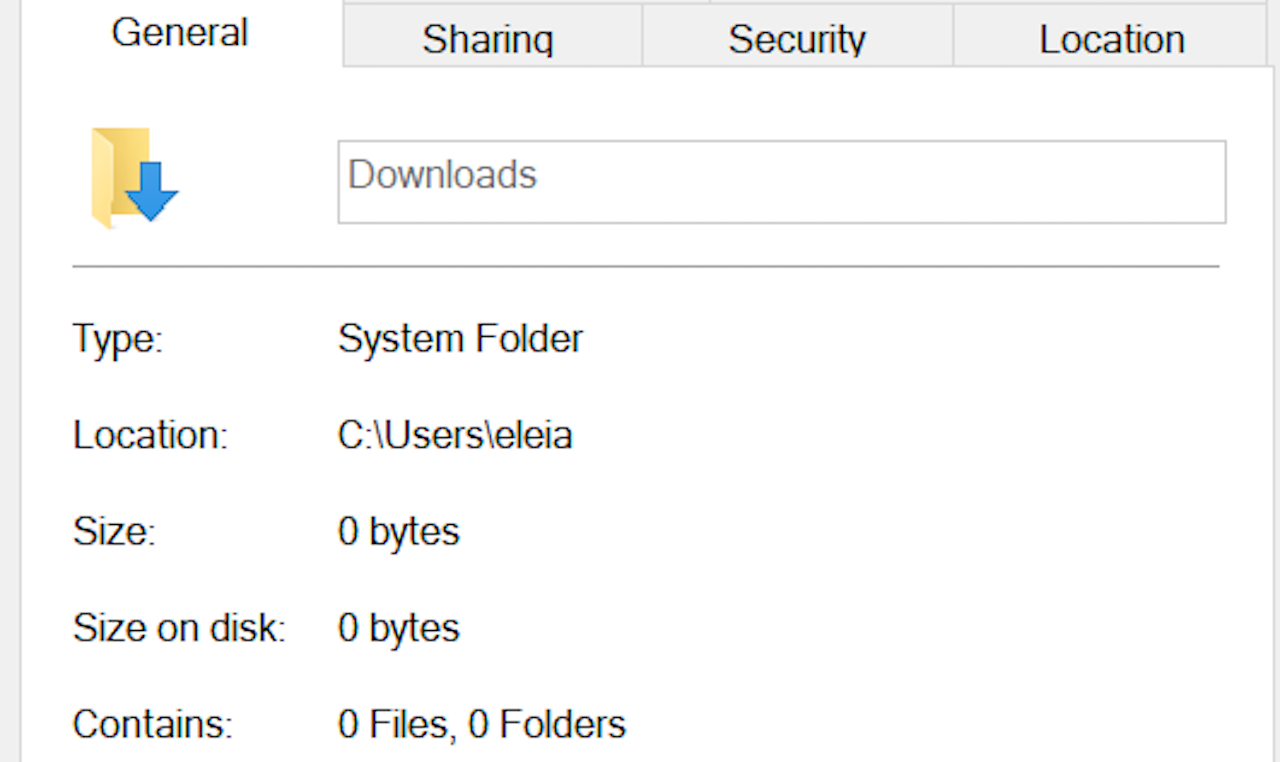 General Sharing Security Location
Downloads
Type: System Folder
Location: C:\Users\eleia
Size: 0 bytes
Size on disk: 0 bytes
Contains: 0 Files, 0 Folders